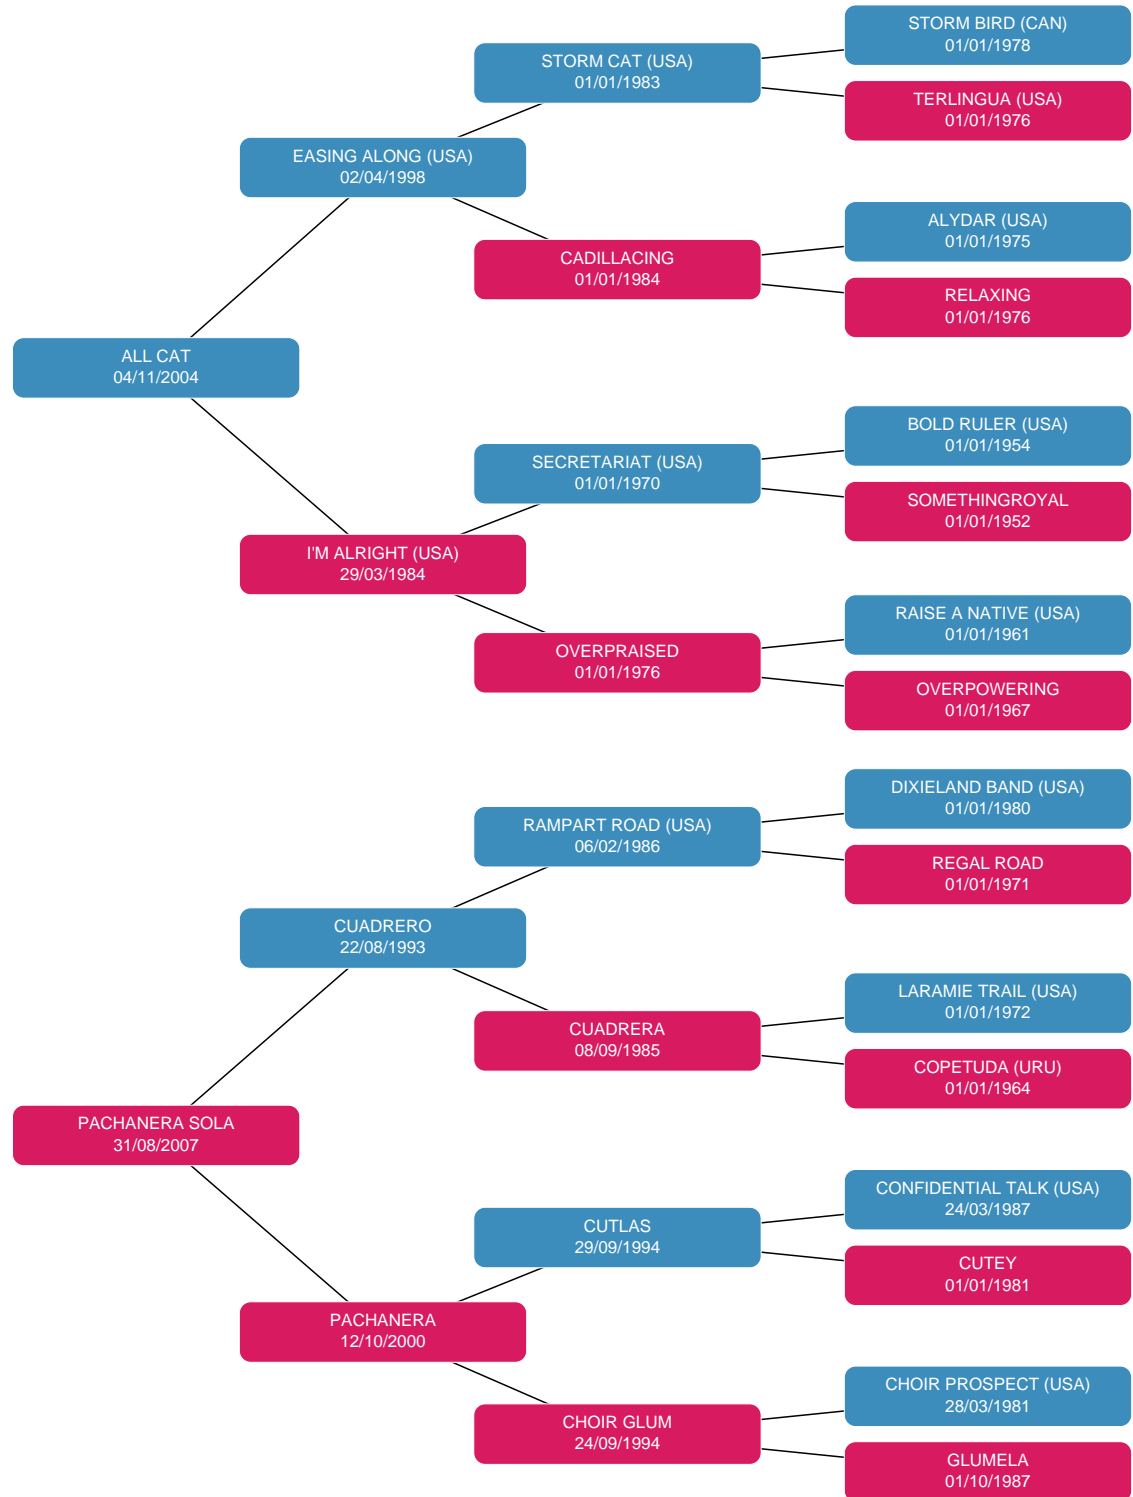 STORM BIRD (CAN)
01/01/1978
STORM CAT (USA)
01/01/1983
TERLINGUA (USA)
01/01/1976
EASING ALONG (USA)
02/04/1998
ALYDAR (USA)
01/01/1975
CADILLACING
01/01/1984
RELAXING
01/01/1976
ALL CAT
04/11/2004
BOLD RULER (USA)
01/01/1954
SECRETARIAT (USA)
01/01/1970
SOMETHINGROYAL
01/01/1952
I'M ALRIGHT (USA)
29/03/1984
RAISE A NATIVE (USA)
01/01/1961
OVERPRAISED
01/01/1976
OVERPOWERING
01/01/1967
DIXIELAND BAND (USA)
01/01/1980
RAMPART ROAD (USA)
06/02/1986
REGAL ROAD
01/01/1971
CUADRERO
22/08/1993
LARAMIE TRAIL (USA)
01/01/1972
CUADRERA
08/09/1985
COPETUDA (URU)
01/01/1964
PACHANERA SOLA
31/08/2007
CONFIDENTIAL TALK (USA)
24/03/1987
CUTLAS
29/09/1994
CUTEY
01/01/1981
PACHANERA
12/10/2000
CHOIR PROSPECT (USA)
28/03/1981
CHOIR GLUM
24/09/1994
GLUMELA
01/10/1987